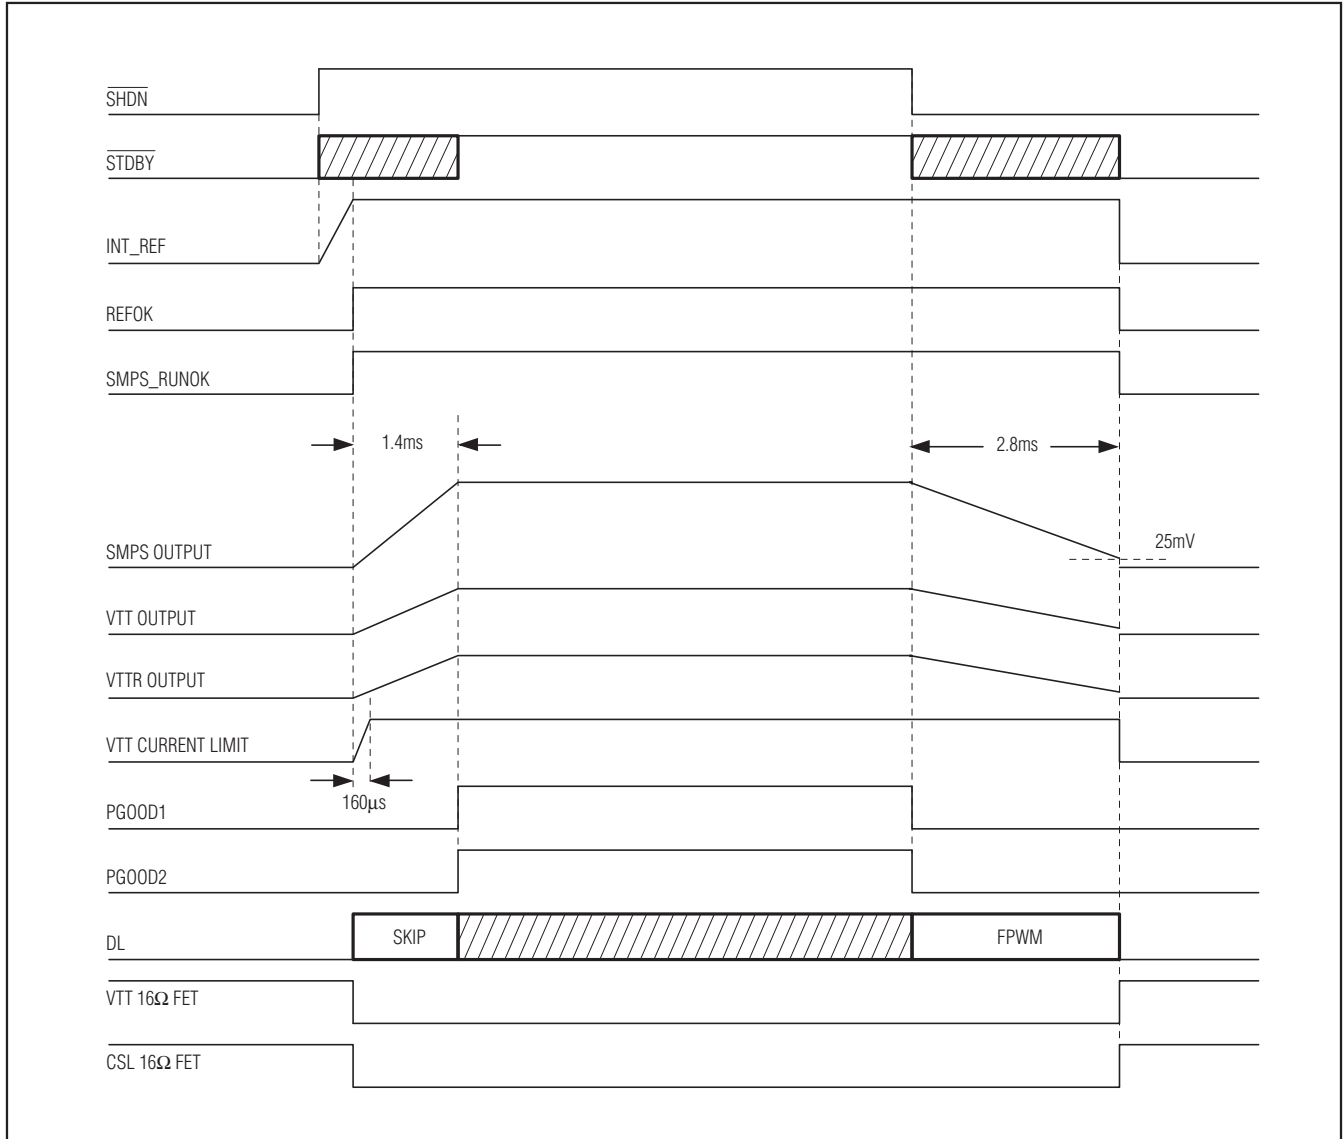 SHDN
STDBY
INT_REF
REFOK
SMPS_RUNOK
1.4ms
2.8ms
SMPS OUTPUT
25mV
VTT OUTPUT
VTTR OUTPUT
VTT CURRENT LIMIT
160μs
PGOOD1
PGOOD2
DL
SKIP
FPWM
VTT 16Ω FET
CSL 16Ω FET